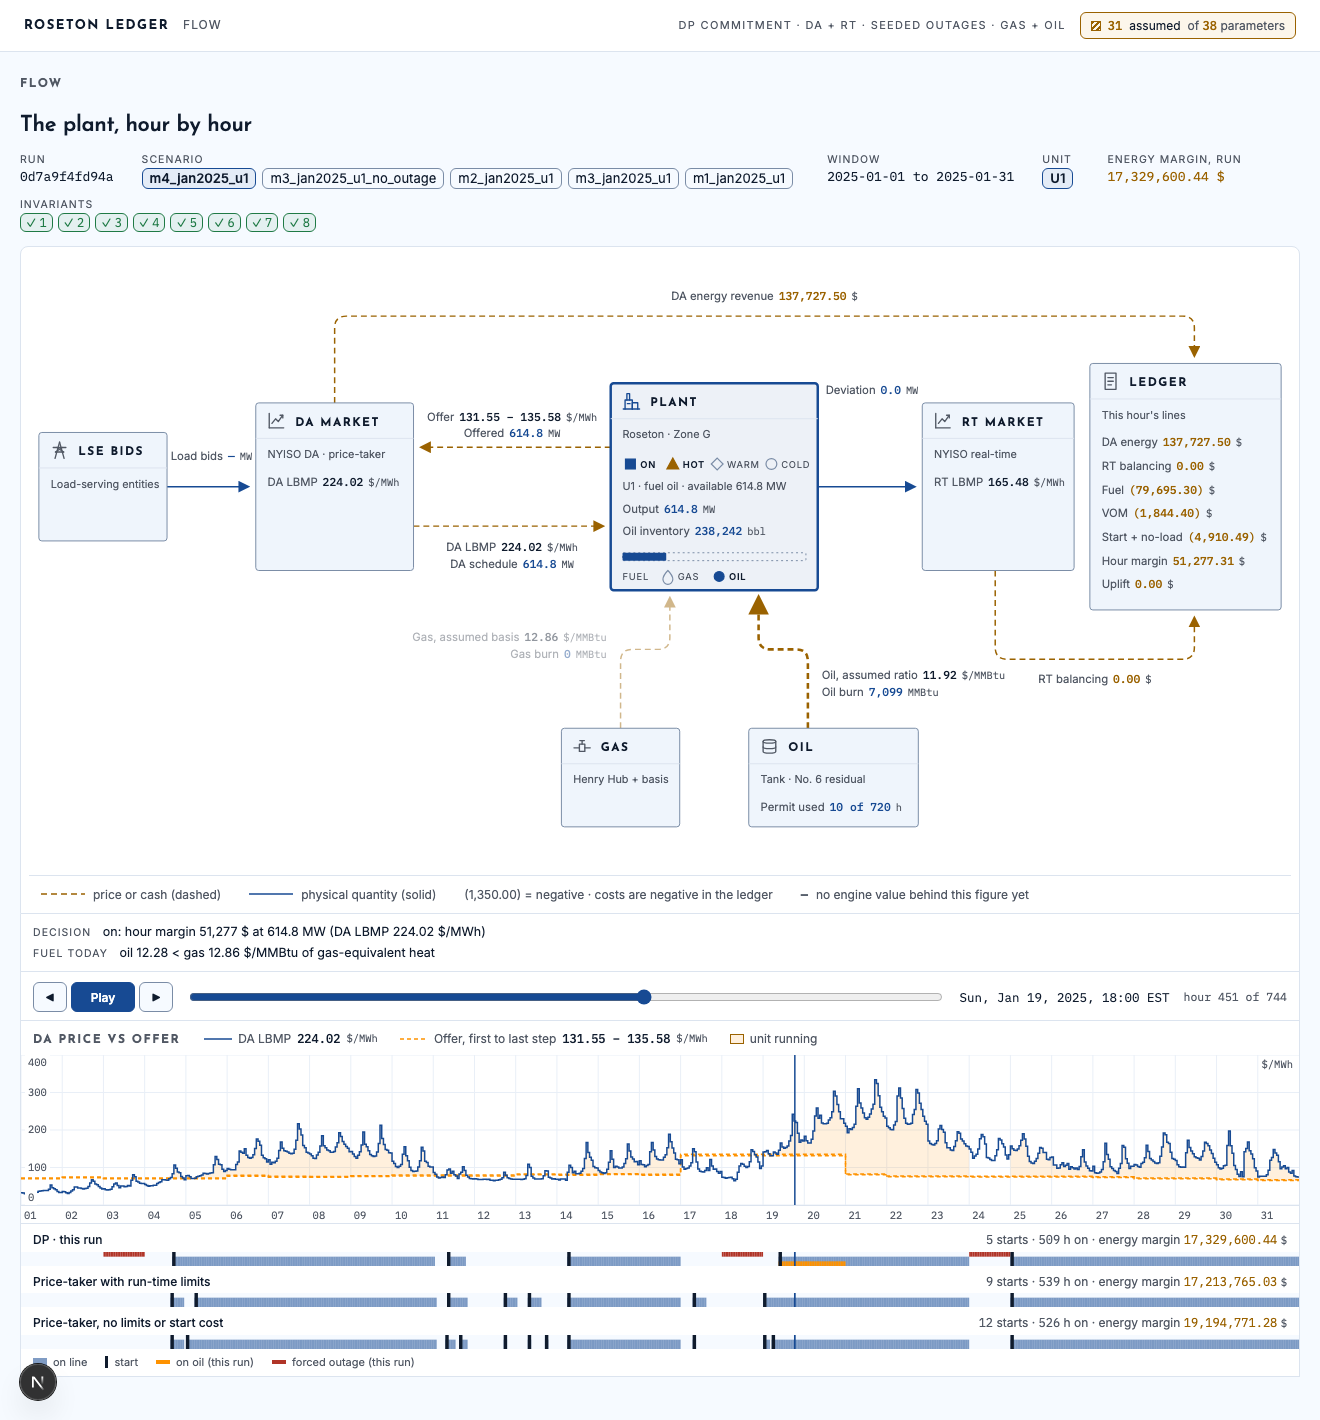 ROSETON LEDGER FLOW
DP COMMITMENT · DA + RT · SEEDED OUTAGES · GAS + OIL
31 assumed of 38 parameters
FLOW
The plant, hour by hour
RUN
0d7a9f4fd94a
SCENARIO
m4_jan2025_u1 m3_jan2025_u1_no_outage m2_jan2025_u1 m3_jan2025_u1 m1_jan2025_u1
WINDOW
2025-01-01 to 2025-01-31
UNIT
U1
ENERGY MARGIN, RUN
17,329,600.44 $
INVARIANTS
✓ 1 ✓ 2 ✓ 3 ✓ 4 ✓ 5 ✓ 6 ✓ 7 ✓ 8
DA energy revenue 137,727.50 $
LSE BIDS
Load-serving entities
Load bids – MW
DA MARKET
NYISO DA · price-taker
DA LBMP 224.02 $/MWh
Offer 131.55 – 135.58 $/MWh
Offered 614.8 MW
DA LBMP 224.02 $/MWh
DA schedule 614.8 MW
PLANT
Roseton · Zone G
ON HOT WARM COLD
U1 · fuel oil · available 614.8 MW
Output 614.8 MW
Oil inventory 238,242 bbl
FUEL GAS OIL
Deviation 0.0 MW
RT MARKET
NYISO real-time
RT LBMP 165.48 $/MWh
LEDGER
This hour's lines
DA energy 137,727.50 $
RT balancing 0.00 $
Fuel (79,695.30) $
VOM (1,844.40) $
Start + no-load (4,910.49) $
Hour margin 51,277.31 $
Uplift 0.00 $
Gas, assumed basis 12.86 $/MMBtu
Gas burn 0 MMBtu
Oil, assumed ratio 11.92 $/MMBtu
Oil burn 7,099 MMBtu
RT balancing 0.00 $
GAS
Henry Hub + basis
OIL
Tank · No. 6 residual
Permit used 10 of 720 h
price or cash (dashed) physical quantity (solid) (1,350.00) = negative · costs are negative in the ledger – no engine value behind this figure yet
DECISION on: hour margin 51,277 $ at 614.8 MW (DA LBMP 224.02 $/MWh)
FUEL TODAY oil 12.28 < gas 12.86 $/MMBtu of gas-equivalent heat
◀ Play ▶
Sun, Jan 19, 2025, 18:00 EST hour 451 of 744
DA PRICE VS OFFER DA LBMP 224.02 $/MWh Offer, first to last step 131.55 – 135.58 $/MWh unit running
400
$/MWh
300
200
100
0
01 02 03 04 05 06 07 08 09 10 11 12 13 14 15 16 17 18 19 20 21 22 23 24 25 26 27 28 29 30 31
DP · this run 5 starts · 509 h on · energy margin 17,329,600.44 $
Price-taker with run-time limits 9 starts · 539 h on · energy margin 17,213,765.03 $
Price-taker, no limits or start cost 12 starts · 526 h on · energy margin 19,194,771.28 $
on line start on oil (this run) forced outage (this run)
N